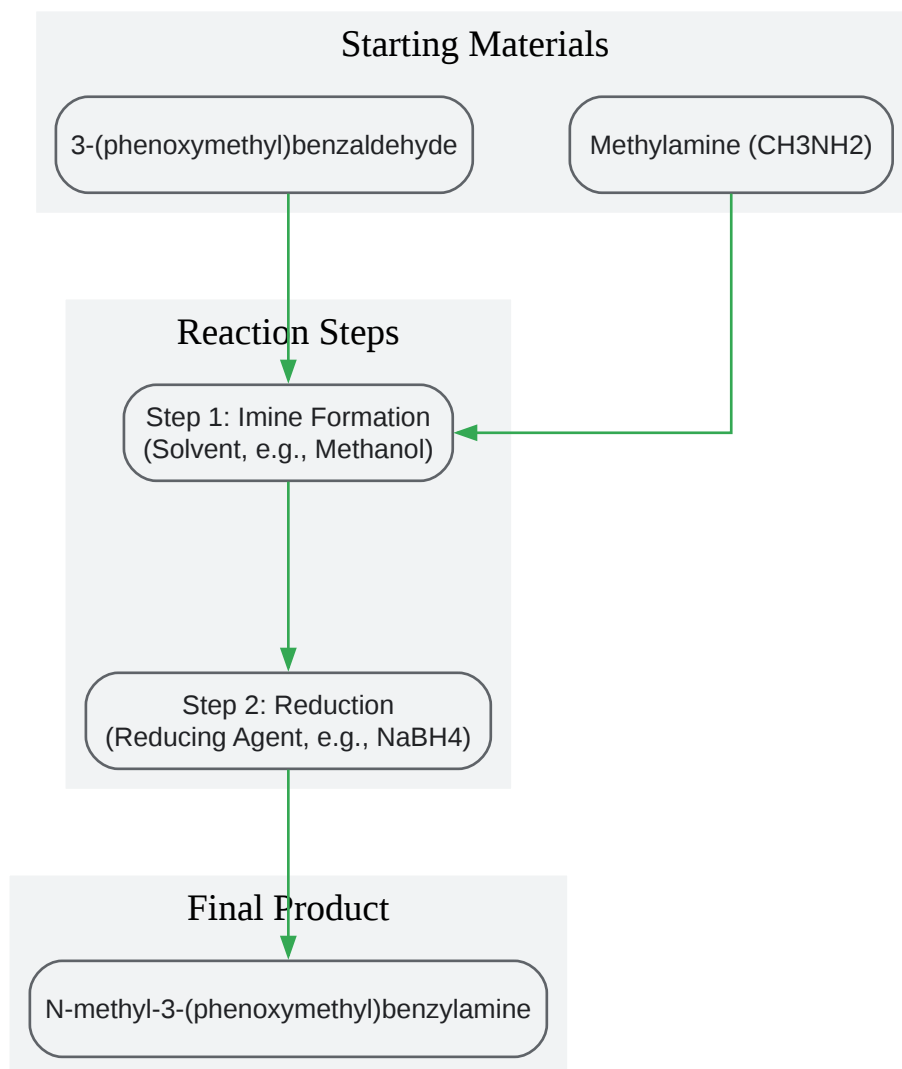 Starting Materials
3-(phenoxymethyl)benzaldehyde
Methylamine (CH3NH2)
Reaction Steps
Step 1: Imine Formation
(Solvent, e.g., Methanol)
Step 2: Reduction
(Reducing Agent, e.g., NaBH4)
Final Product
N-methyl-3-(phenoxymethyl)benzylamine